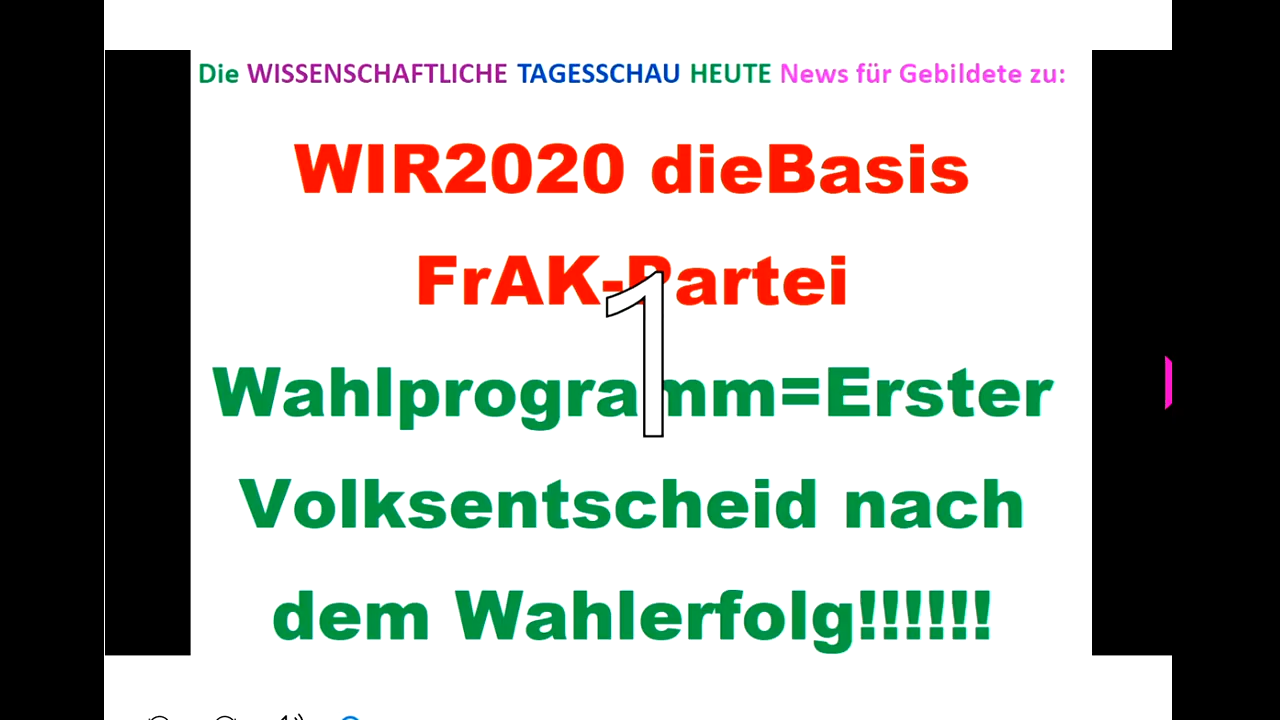 Die WISSENSCHAFTLICHE TAGESSCHAU HEUTE News für Gebildete zu:
WIR2020 dieBasis
FrAK-Partei
1
Wahlprogramm=Erster
Volksentscheid nach
dem Wahlerfolg!!!!!!